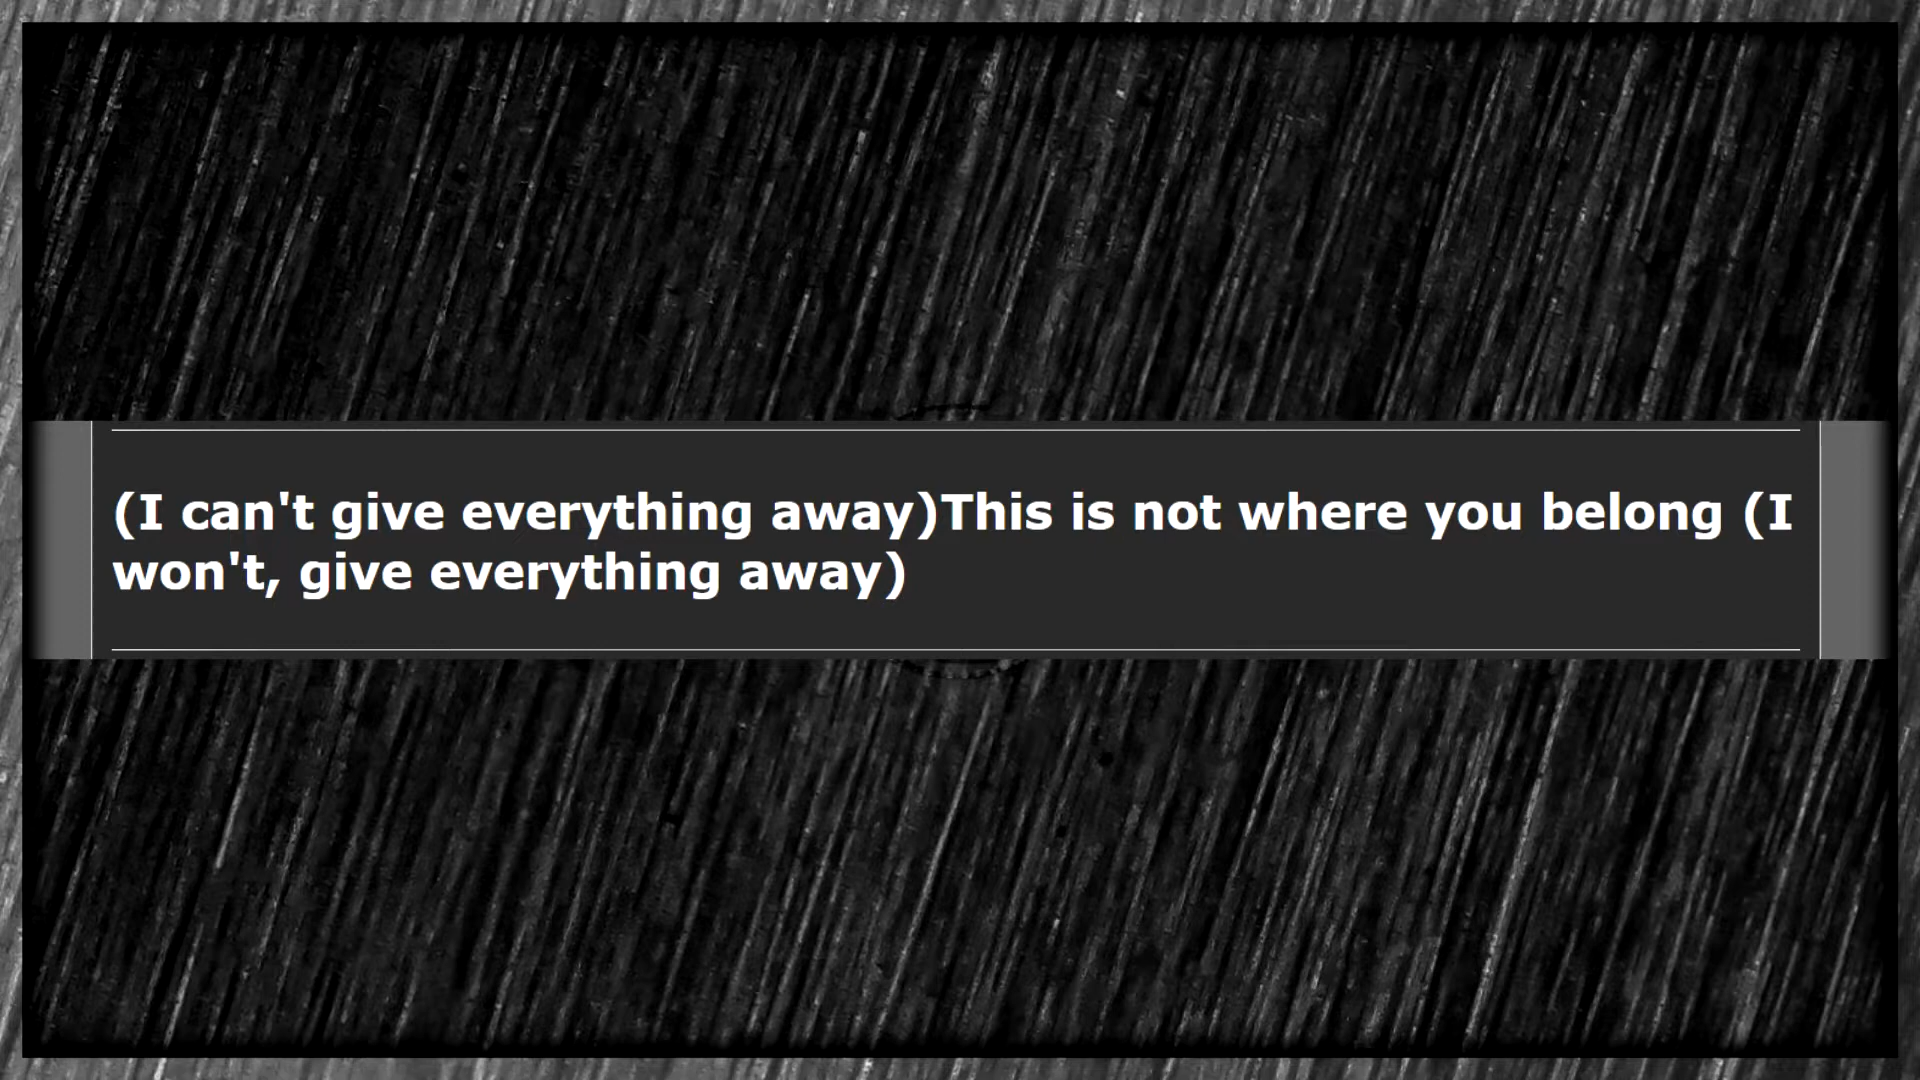 (I can't give everything away)This is not where you belong (I
won't, give everything away)